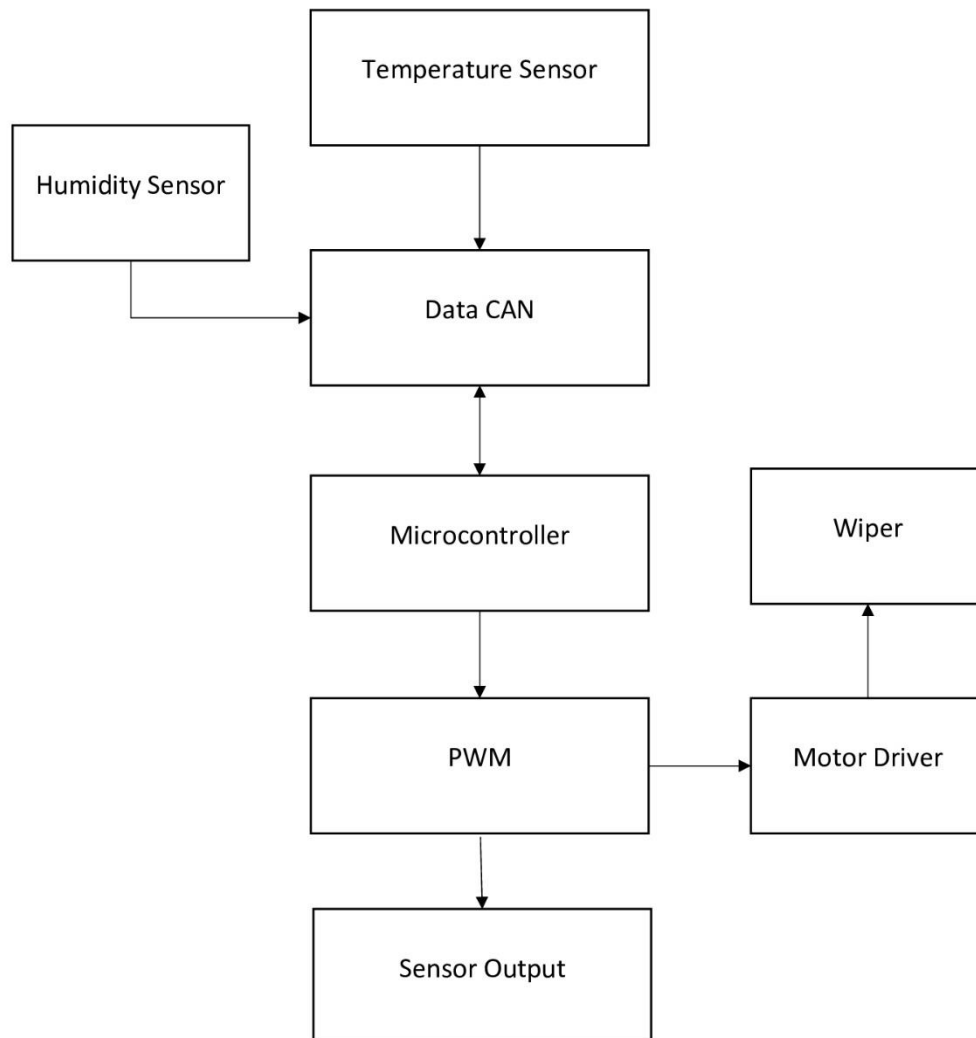 Temperature Sensor
Humidity Sensor
Data CAN
Microcontroller
Wiper
PWM
Motor Driver
Sensor Output